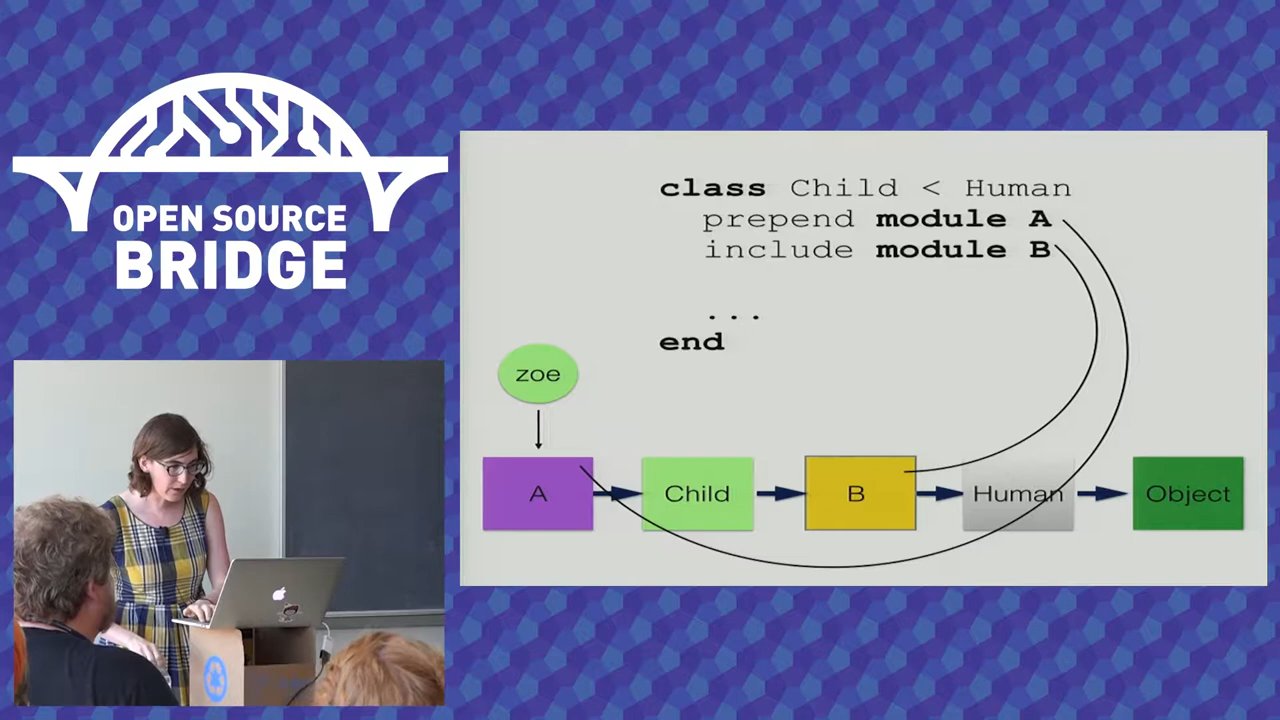 OPEN SOURCE
BRIDGE
class Child < Human
prepend module A
include module B
...
end
zoe
A
Child
B
Human
Object